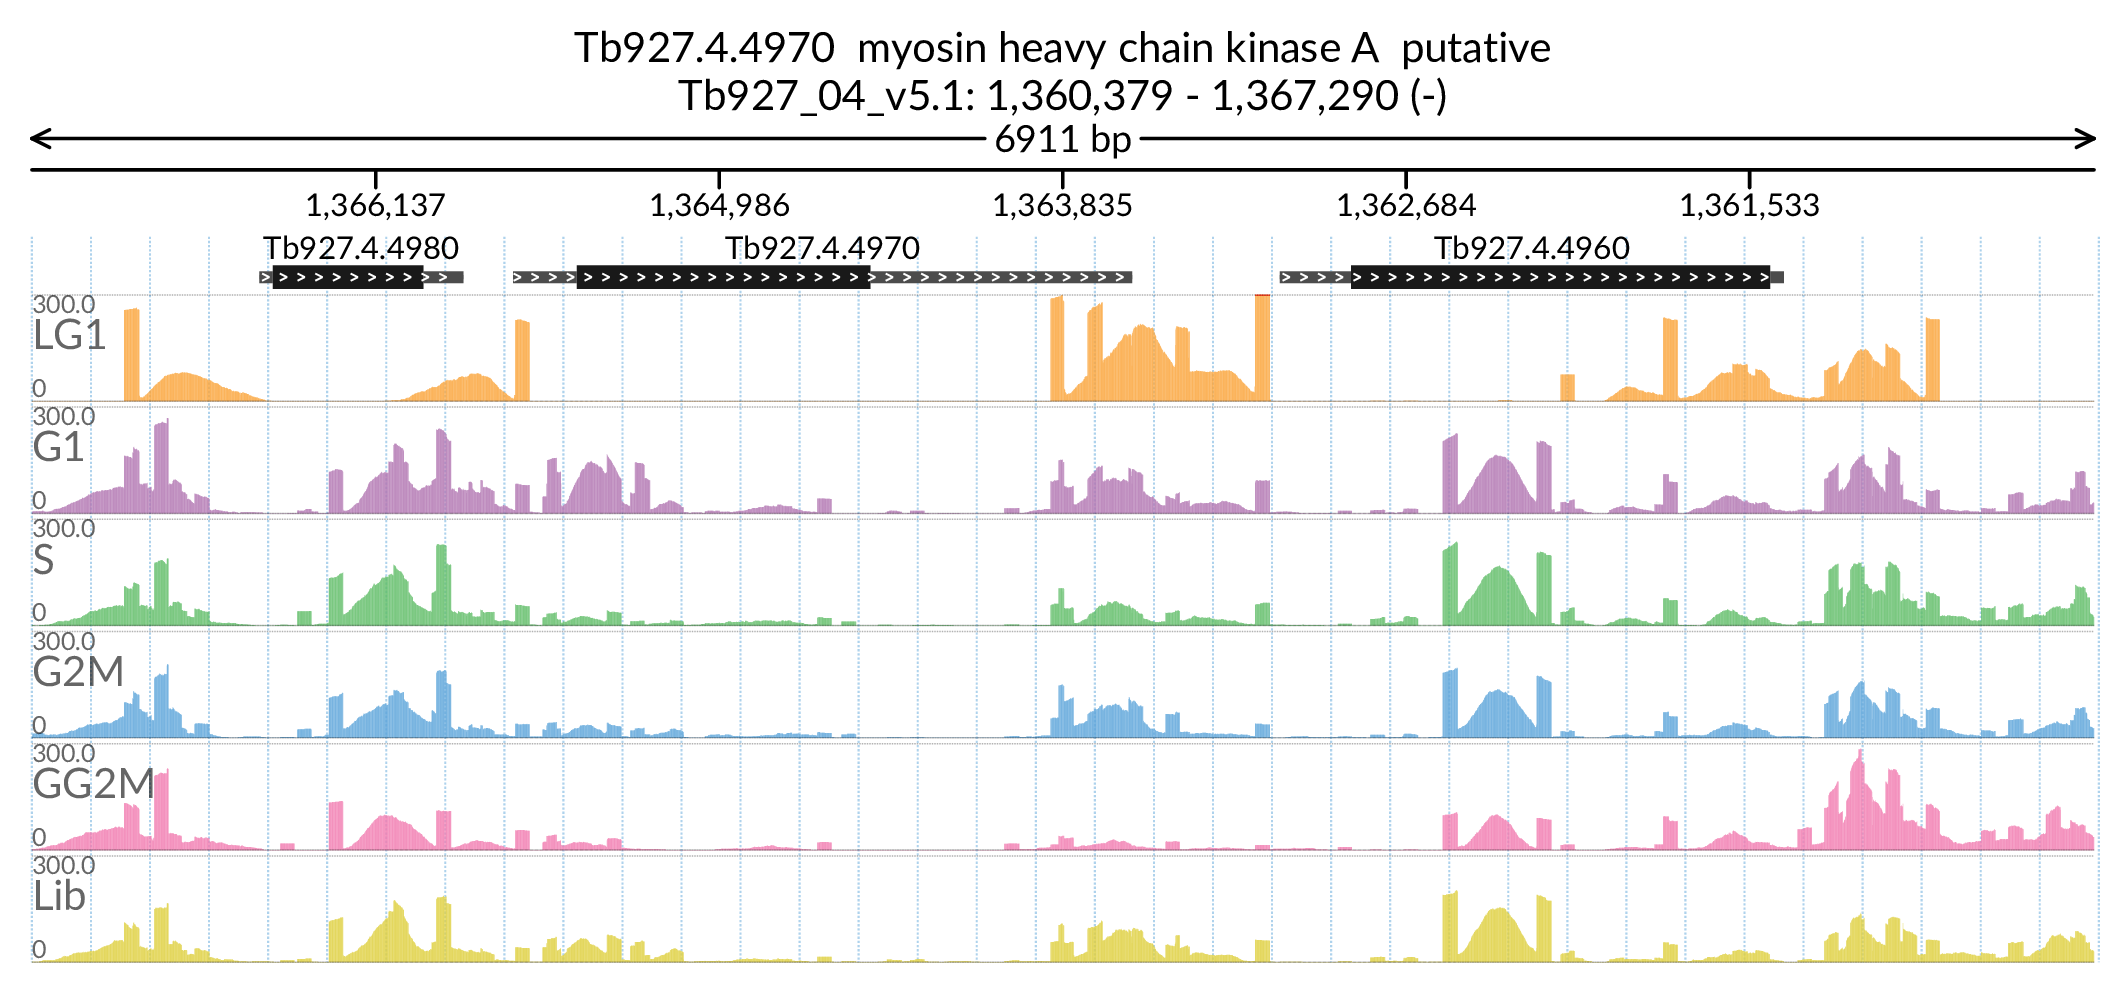 Tb927.4.4970  myosin heavy chain kinase A  putative
Tb927_04_v5.1: 1,360,379 - 1,367,290 (-)
6911 bp
1,366,137 1,364,986 1,363,835 1,362,684 1,361,533
Tb927.4.4980 Tb927.4.4970 Tb927.4.4960
300.0
LG1
0
300.0
G1
0
300.0
S
0
300.0
G2M
0
300.0
GG2M
0
300.0
Lib
0